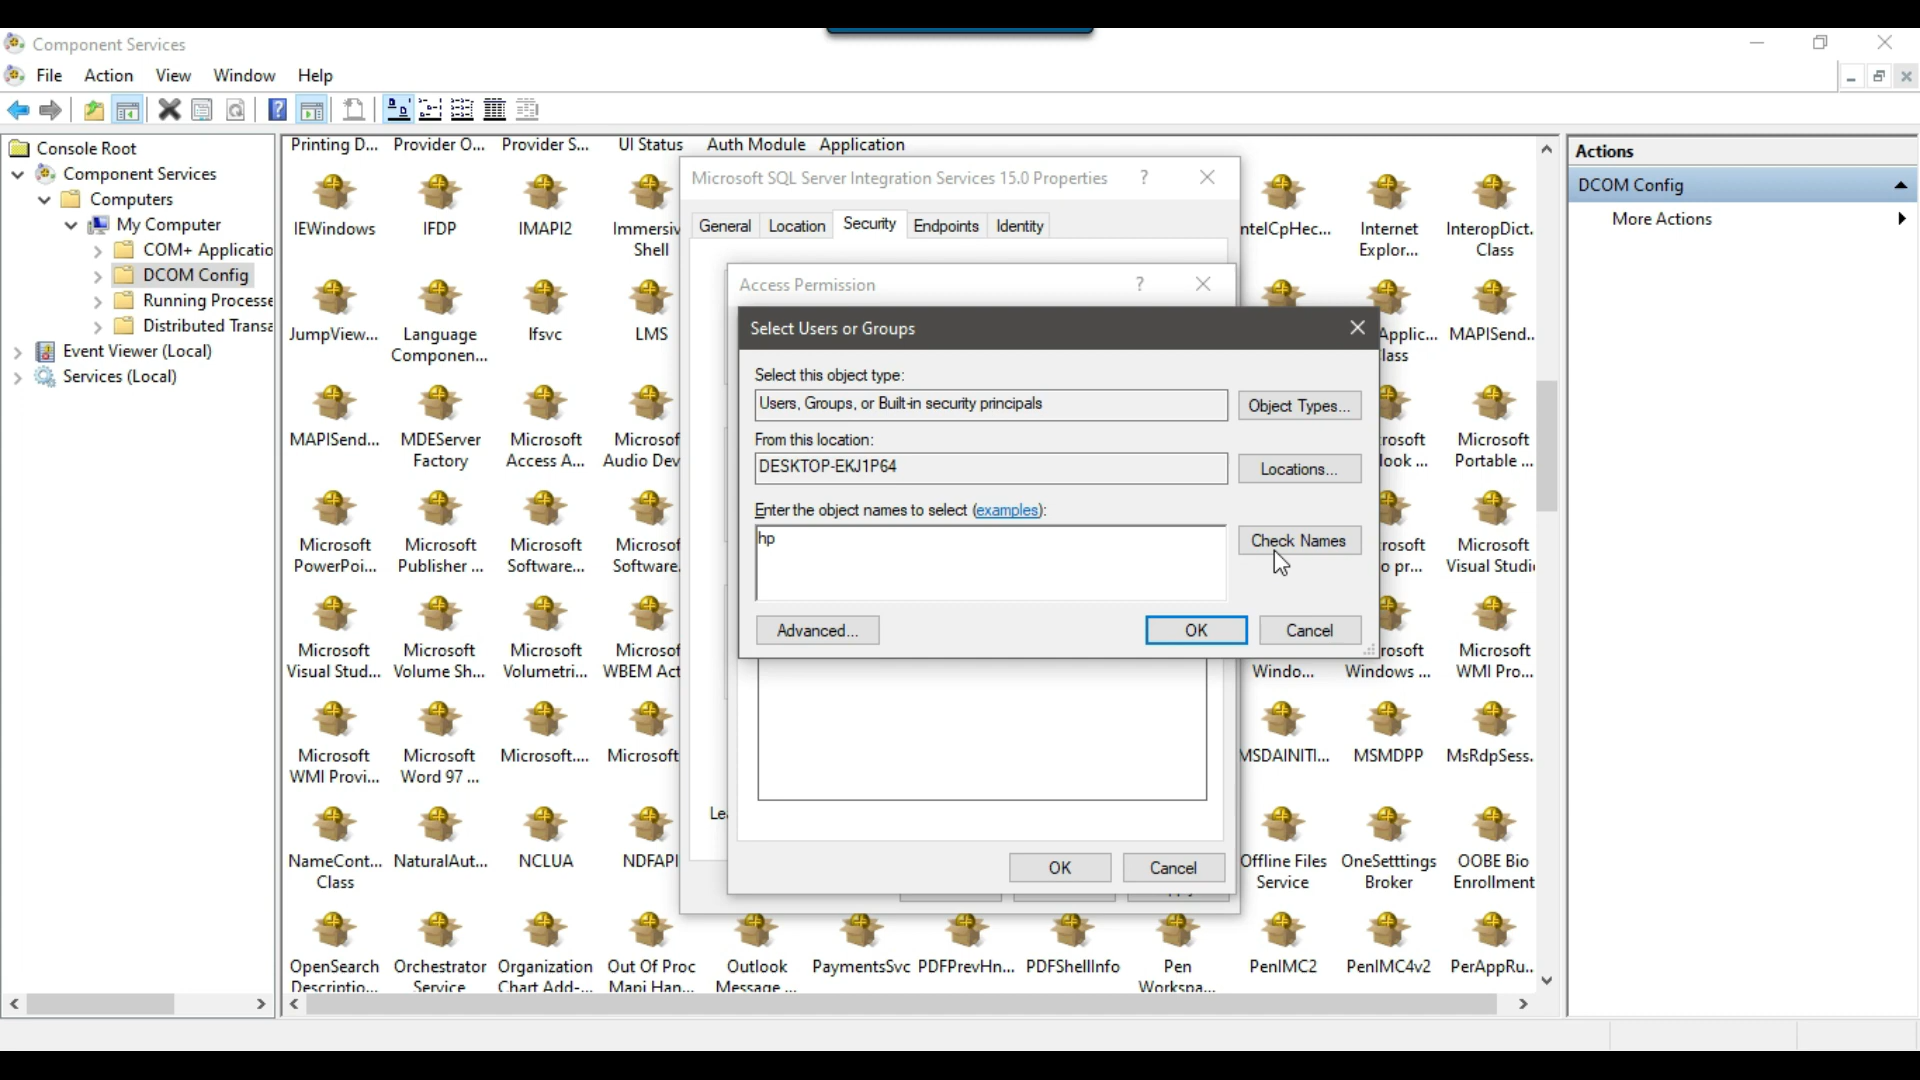 Component Services
File Action View Window Help
Console Root
Component Services
Computers
My Computer
COM+ Applicatio
DCOM Config
Running Processe
Distributed Transa
Event Viewer (Local)
Services (Local)
Printing D... Provider O... Provider S... UI Status Auth Module Application
IEWindows IFDP IMAPI2 Immersiv
Shell
ntelCpHec... Internet InteropDict.
Explor... Class
JumpView... Language lfsvc LMS
Componen...
Applic... MAPISend..
lass
MAPISend... MDEServer Microsoft Microsof
Factory Access A... Audio Dev
rosoft Microsoft
look ... Portable ...
Microsoft Microsoft Microsoft Microsof
PowerPoi... Publisher ... Software... Software.
rosoft Microsoft
o pr... Visual Studi
Microsoft Microsoft Microsoft Microsof
Visual Stud... Volume Sh... Volumetri... WBEM Act
rosoft Microsoft
Windo... Windows ... WMI Pro...
Microsoft Microsoft Microsoft.... Microsoft
WMI Provi... Word 97 ...
MSDAINITI... MSMDPP MsRdpSess.
NameCont... NaturalAut... NCLUA NDFAPI
Class
Offline Files OneSetttings OOBE Bio
Service Broker Enrollment
OpenSearch Orchestrator Organization Out Of Proc Outlook PaymentsSvc PDFPrevHn... PDFShellInfo Pen PenIMC2 PenIMC4v2 PerAppRu..
Descriptio... Service Chart Add-... Mapi Han... Message ... Workspa...
Microsoft SQL Server Integration Services 15.0 Properties ?
General Location Security Endpoints Identity
Lea
Access Permission ?
Select Users or Groups
Select this object type:
Users, Groups, or Built-in security principals
Object Types...
From this location:
DESKTOP-EKJ1P64
Locations...
Enter the object names to select (examples):
hp
Check Names
Advanced... OK Cancel
OK Cancel
Actions
DCOM Config
More Actions